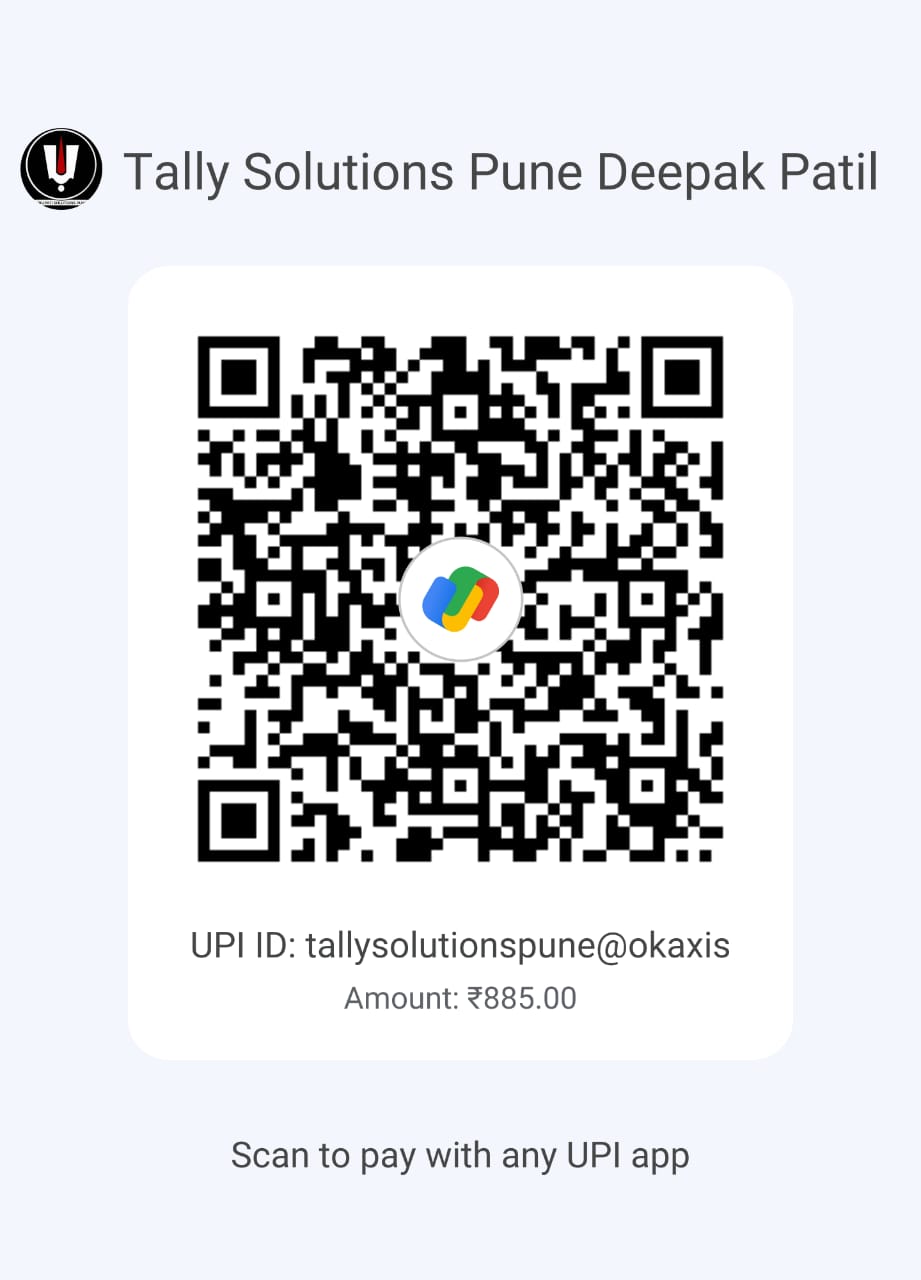 Tally Solutions Pune Deepak Patil
UPI ID: tallysolutionspune@okaxis
Amount: ₹885.00
Scan to pay with any UPI app